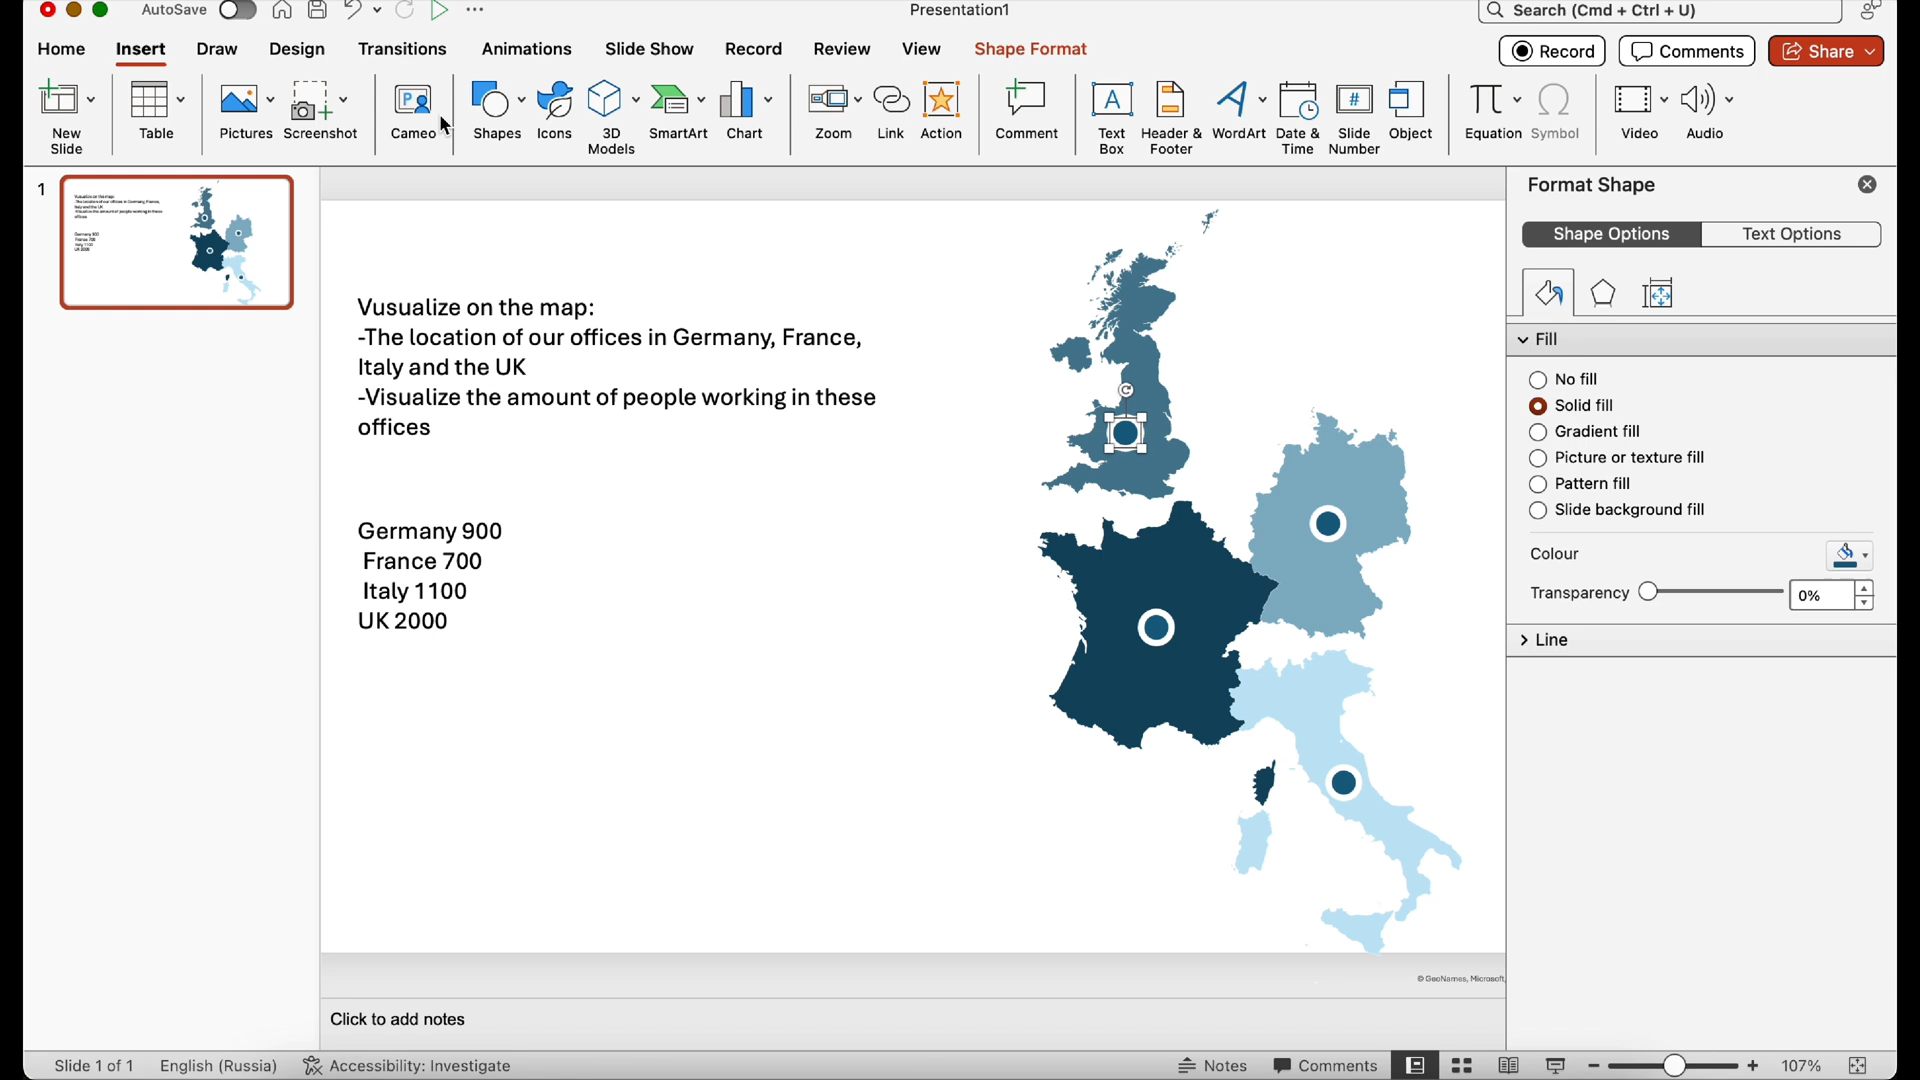 AutoSave
Presentation1
Search (Cmd + Ctrl + U)
Home Insert Draw Design Transitions Animations Slide Show Record Review View Shape Format
Record Comments Share
New Slide
Table
Pictures
Screenshot
Cameo
Shapes
Icons
3D Models
SmartArt
Chart
Zoom
Link
Action
Comment
Text Box
Header & Footer
WordArt
Date & Time
Slide Number
Object
Equation
Symbol
Video
Audio
1
Vusualize on the map:
-The location of our offices in Germany, France,
Italy and the UK
-Visualize the amount of people working in these
offices
Germany 900
France 700
Italy 1100
UK 2000
© GeoNames, Microsoft,
Click to add notes
Format Shape
Shape Options Text Options
Fill
No fill
Solid fill
Gradient fill
Picture or texture fill
Pattern fill
Slide background fill
Colour
Transparency 0%
Line
Slide 1 of 1 English (Russia) Accessibility: Investigate Notes Comments 107%